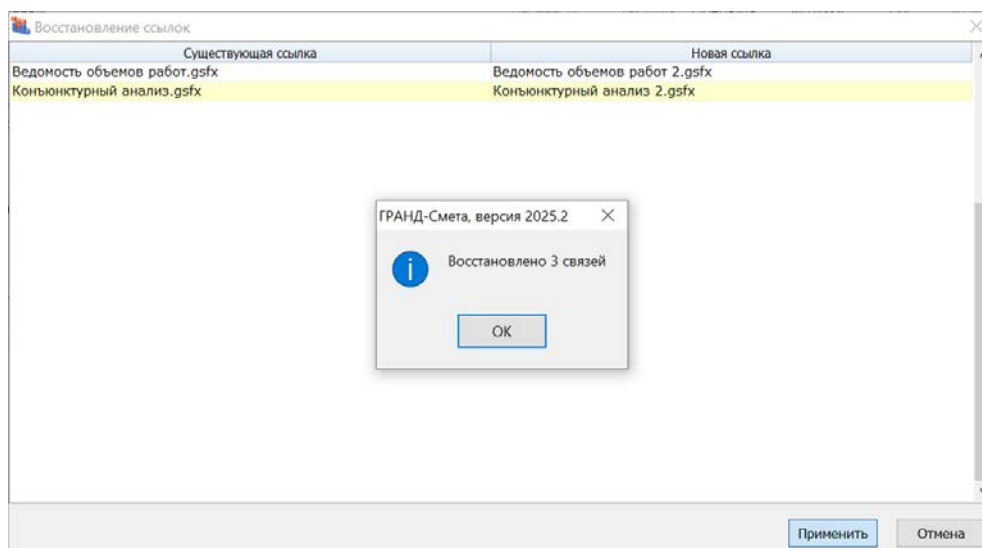 Восстановление ссылок
Существующая ссылка Новая ссылка
Ведомость объемов работ.gsfx Ведомость объемов работ 2.gsfx
Конъюнктурный анализ.gsfx Конъюнктурный анализ 2.gsfx
ГРАНД-Смета, версия 2025.2
Восстановлено 3 связей
ОК
Применить Отмена